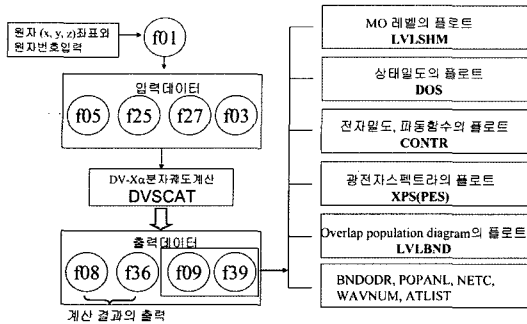 원자 (x, y, z)좌표와
원자번호입력
f01
입력데이터
f05
f25
f27
f03
DV-Xα분자궤도계산
DVSCAT
출력데이터
f08
f36
f09
f39
계산 결과의 출력
MO 레벨의 플로트
LVLSHM
상태밀도의 플로트
DOS
전자밀도, 파동함수의 플로트
CONTR
광전자스펙트라의 플로트
XPS(PES)
Overlap population diagram의 플로트
LVLBND
BNDODR, POPANL, NETC,
WAVNUM, ATLIST